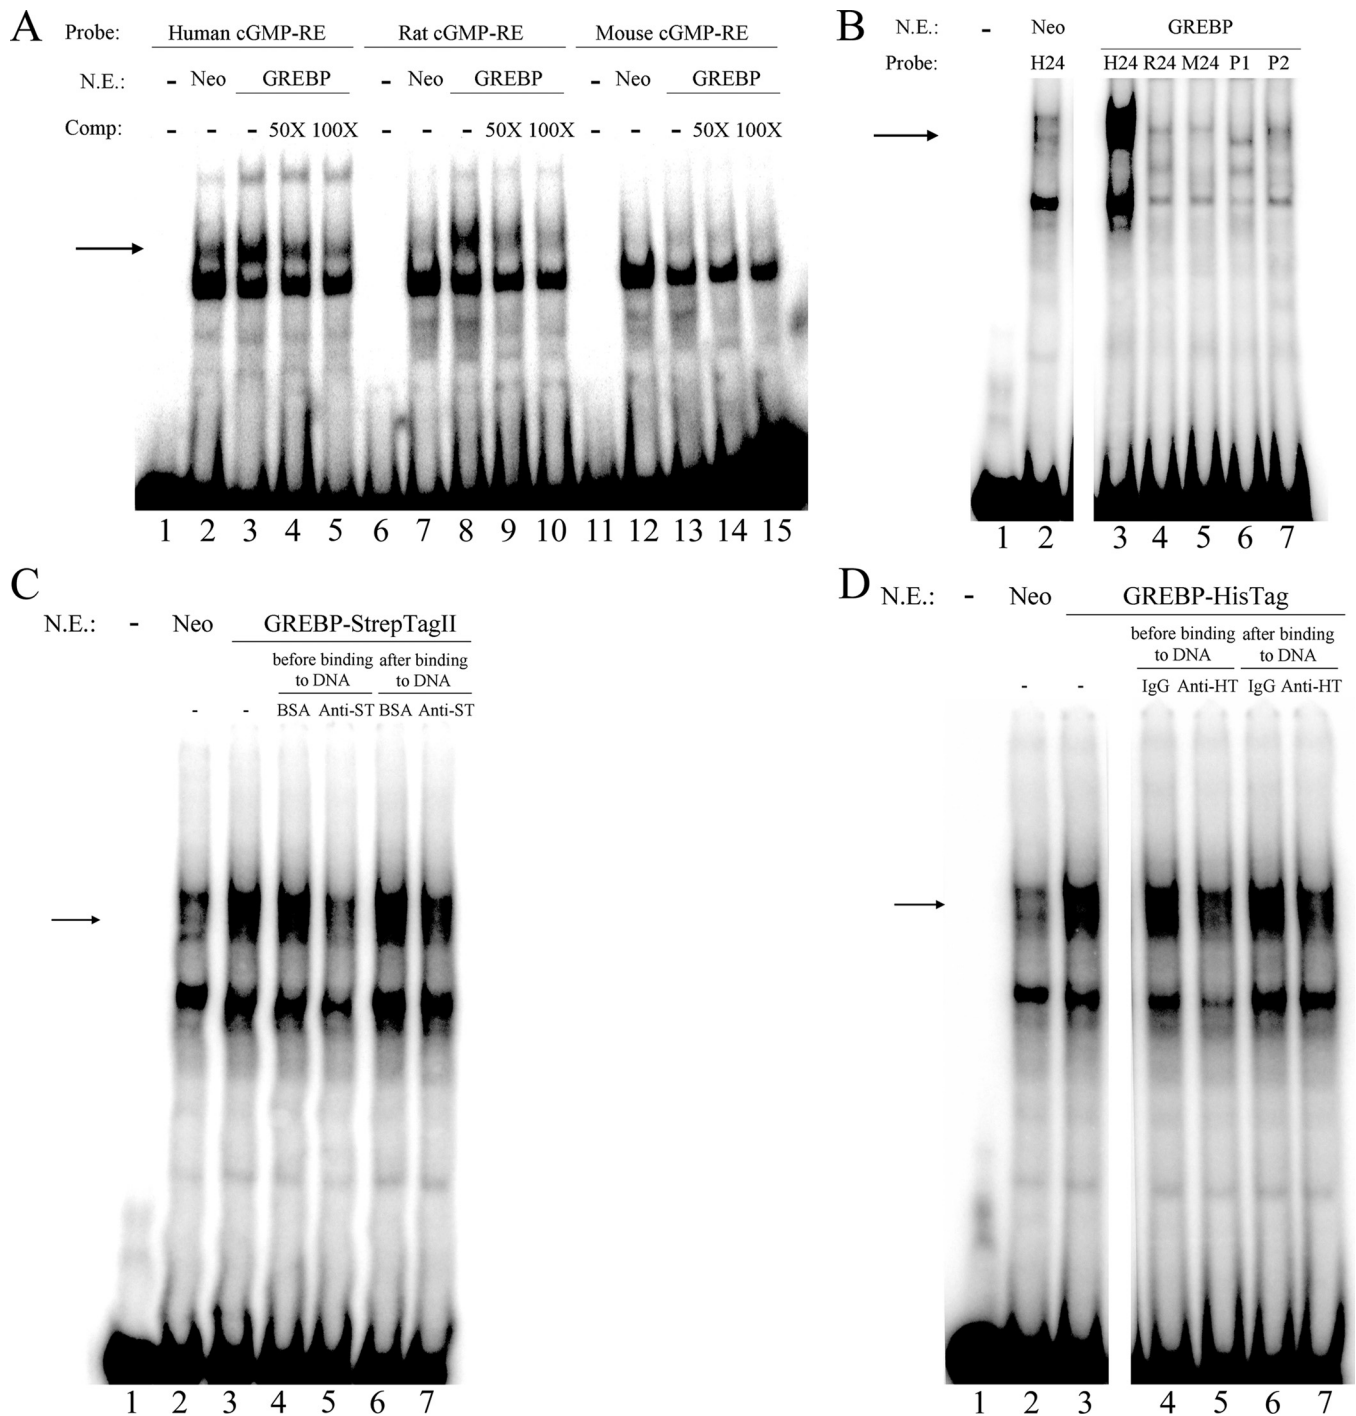 A
Probe: Human cGMP-RE Rat cGMP-RE Mouse cGMP-RE
N.E.: - Neo GREBP - Neo GREBP - Neo GREBP
Comp: - - - 50X 100X - - - 50X 100X - - - 50X 100X
1 2 3 4 5 6 7 8 9 10 11 12 13 14 15
B
N.E.: - Neo GREBP
Probe: H24 H24 R24 M24 P1 P2
1 2 3 4 5 6 7
C
N.E.: - Neo GREBP-StrepTagII
before binding after binding
to DNA to DNA
- - BSA Anti-ST BSA Anti-ST
1 2 3 4 5 6 7
D
N.E.: - Neo GREBP-HisTag
before binding after binding
to DNA to DNA
- - IgG Anti-HT IgG Anti-HT
1 2 3 4 5 6 7